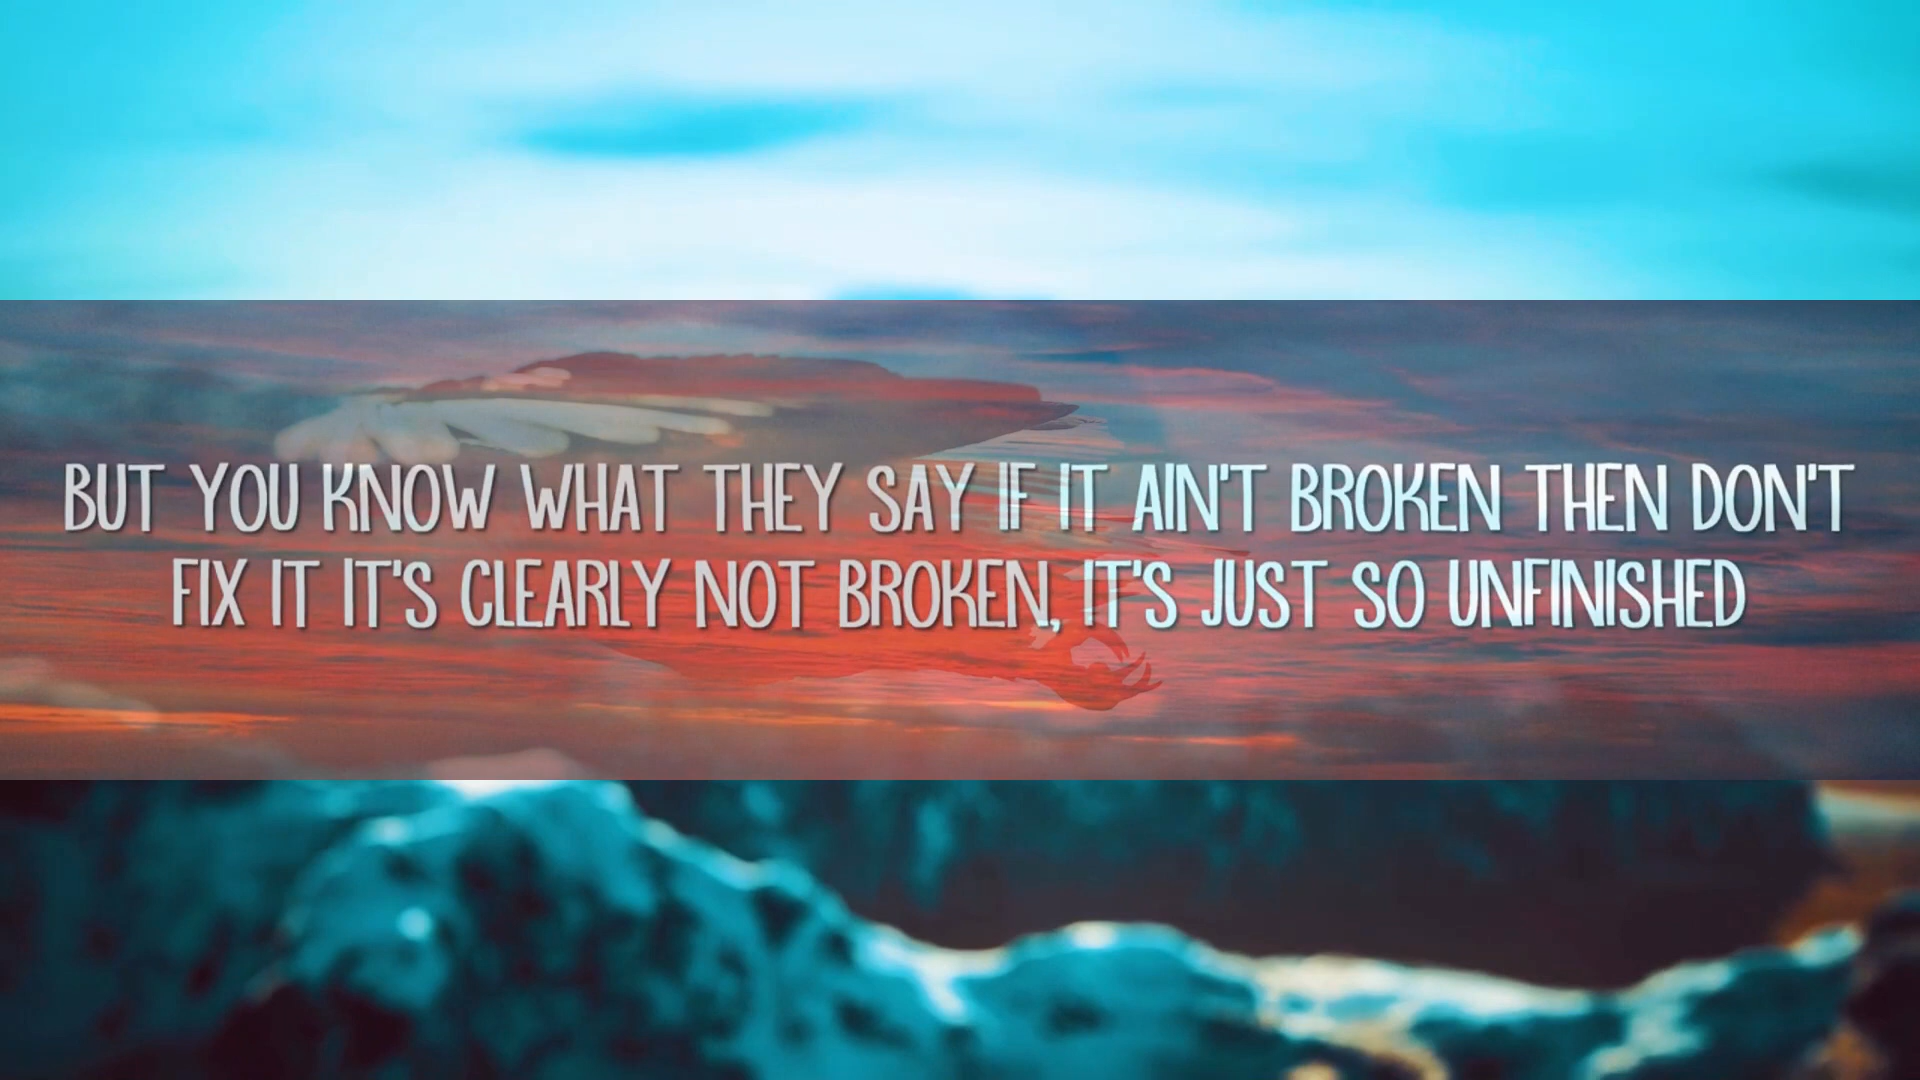 BUT YOU KNOW WHAT THEY SAY IF IT AIN'T BROKEN THEN DON'T
FIX IT IT'S CLEARLY NOT BROKEN, IT'S JUST SO UNFINISHED